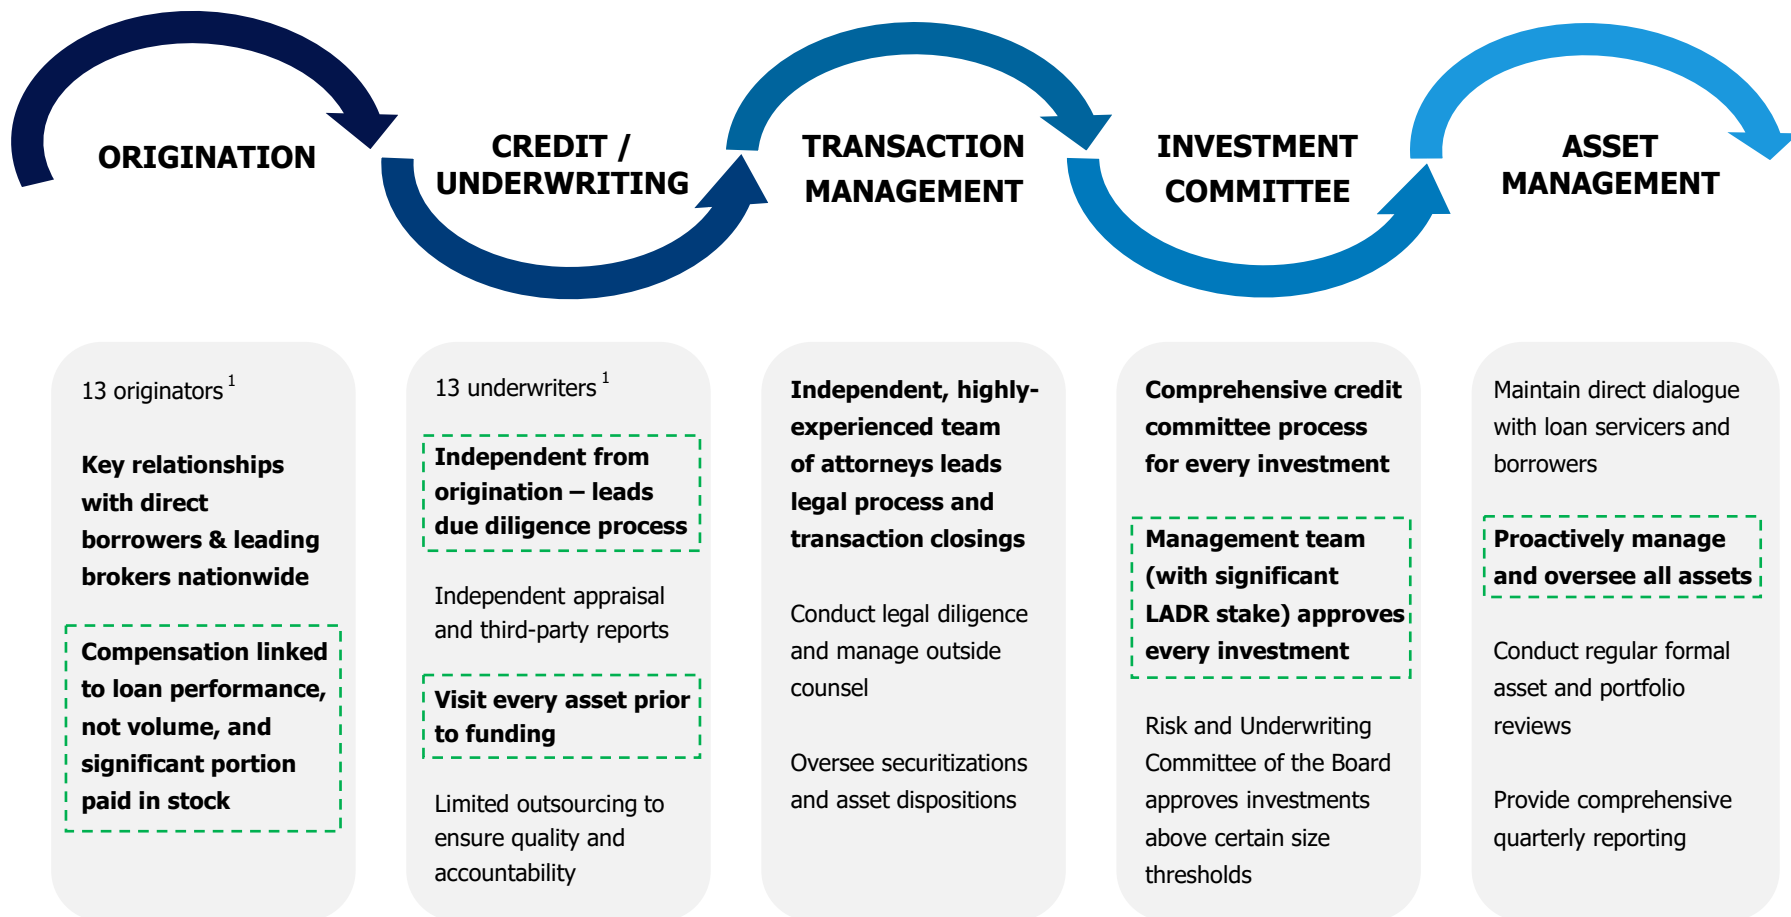 ORIGINATION
CREDIT /
UNDERWRITING
TRANSACTION
MANAGEMENT
INVESTMENT
COMMITTEE
ASSET
MANAGEMENT
13 originators 1
Key relationships
with direct
borrowers & leading
brokers nationwide
Compensation linked
to loan performance,
not volume, and
significant portion
paid in stock
13 underwriters 1
Independent from
origination – leads
due diligence process
Independent appraisal
and third-party reports
Visit every asset prior
to funding
Limited outsourcing to
ensure quality and
accountability
Independent, highly-
experienced team
of attorneys leads
legal process and
transaction closings
Conduct legal diligence
and manage outside
counsel
Oversee securitizations
and asset dispositions
Comprehensive credit
committee process
for every investment
Management team
(with significant
LADR stake) approves
every investment
Risk and Underwriting
Committee of the Board
approves investments
above certain size
thresholds
Maintain direct dialogue
with loan servicers and
borrowers
Proactively manage
and oversee all assets
Conduct regular formal
asset and portfolio
reviews
Provide comprehensive
quarterly reporting